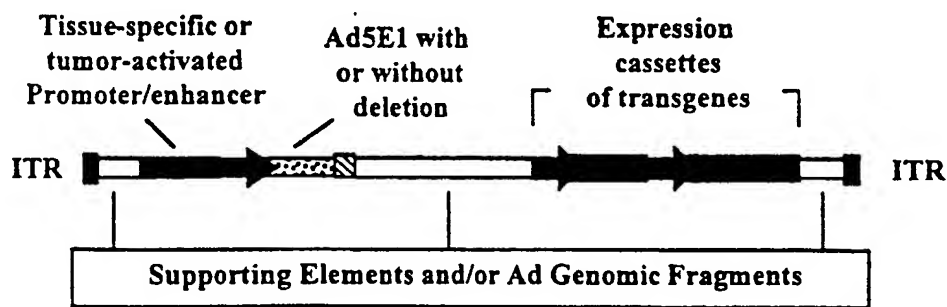 Tissue-specific or
tumor-activated
Promoter/enhancer
Ad5E1 with
or without
deletion
Expression
cassettes
of transgenes
ITR
ITR
Supporting Elements and/or Ad Genomic Fragments